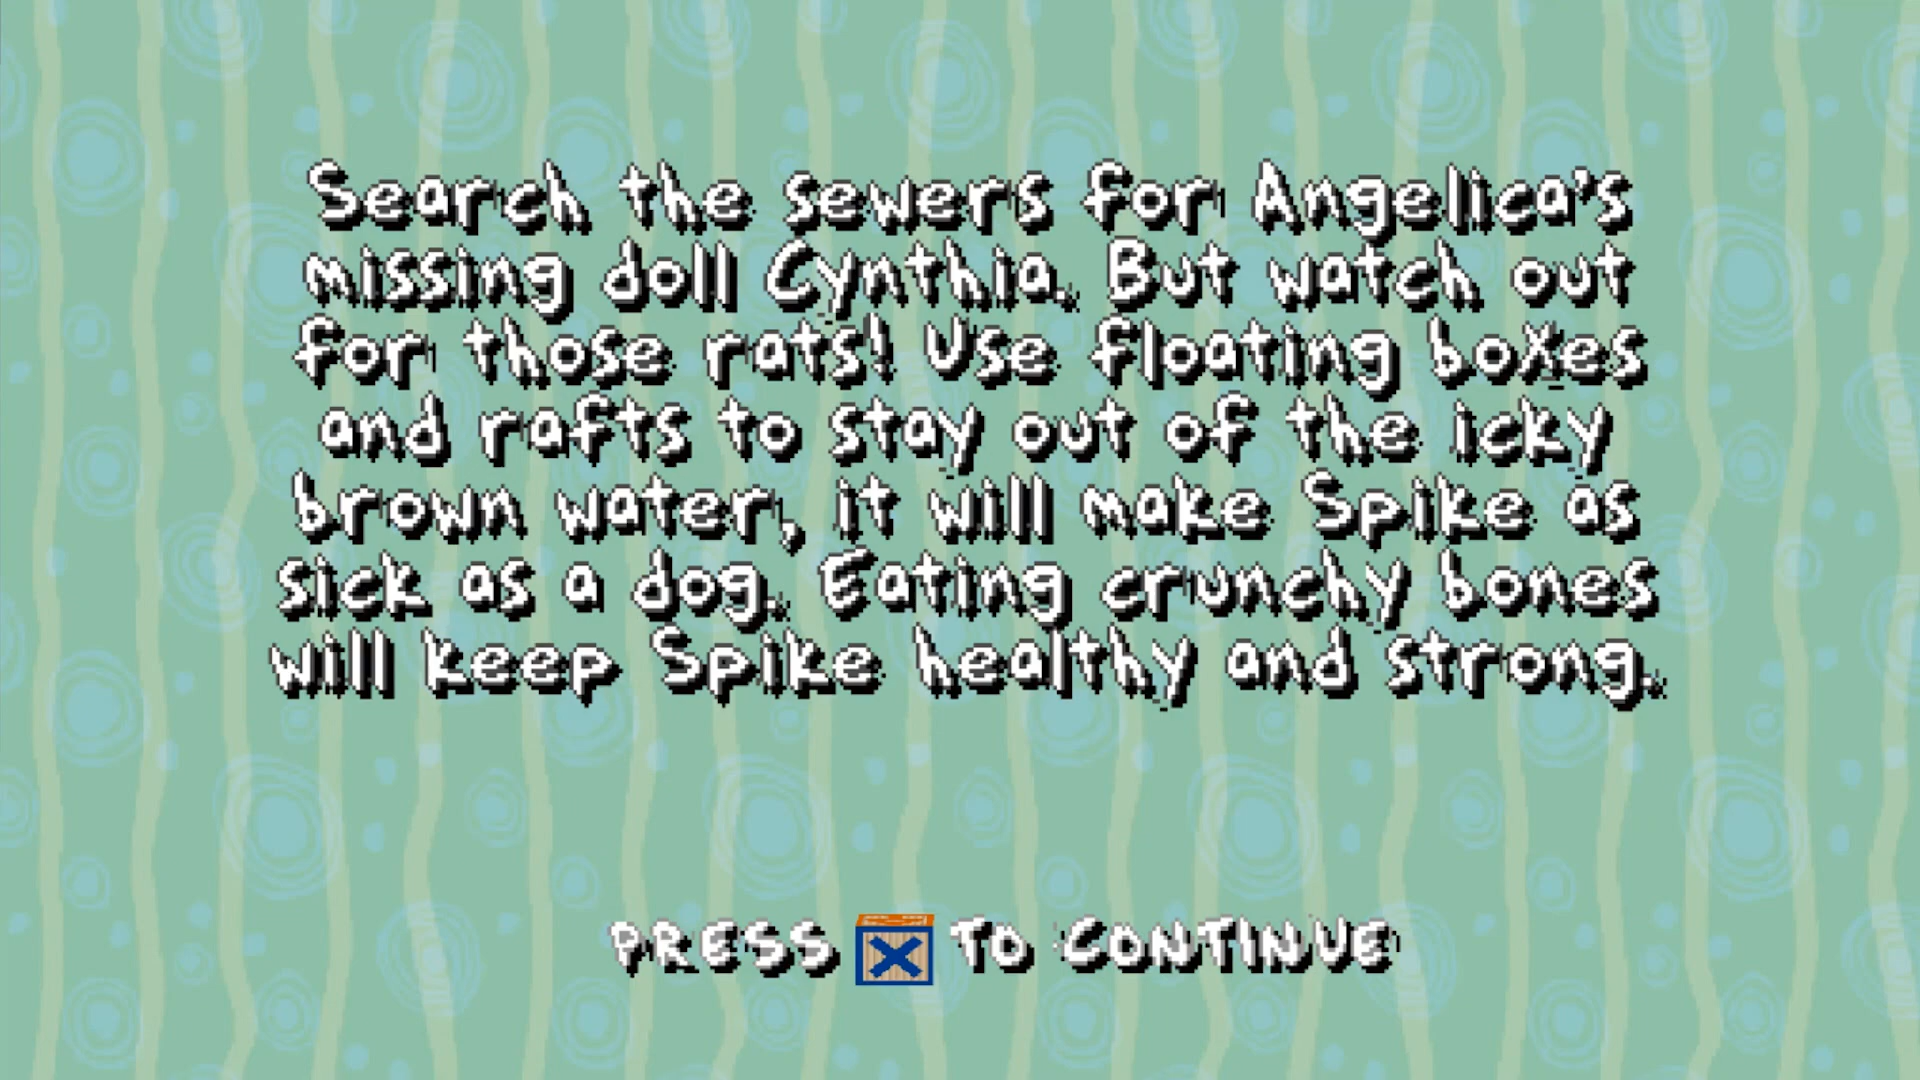 Search the sewers for Angelica's
missing doll Cynthia. But watch out
for those rats! Use floating boxes
and rafts to stay out of the icky
brown water, it will make Spike as
sick as a dog. Eating crunchy bones
will keep Spike healthy and strong.
PRESS X TO CONTINUE